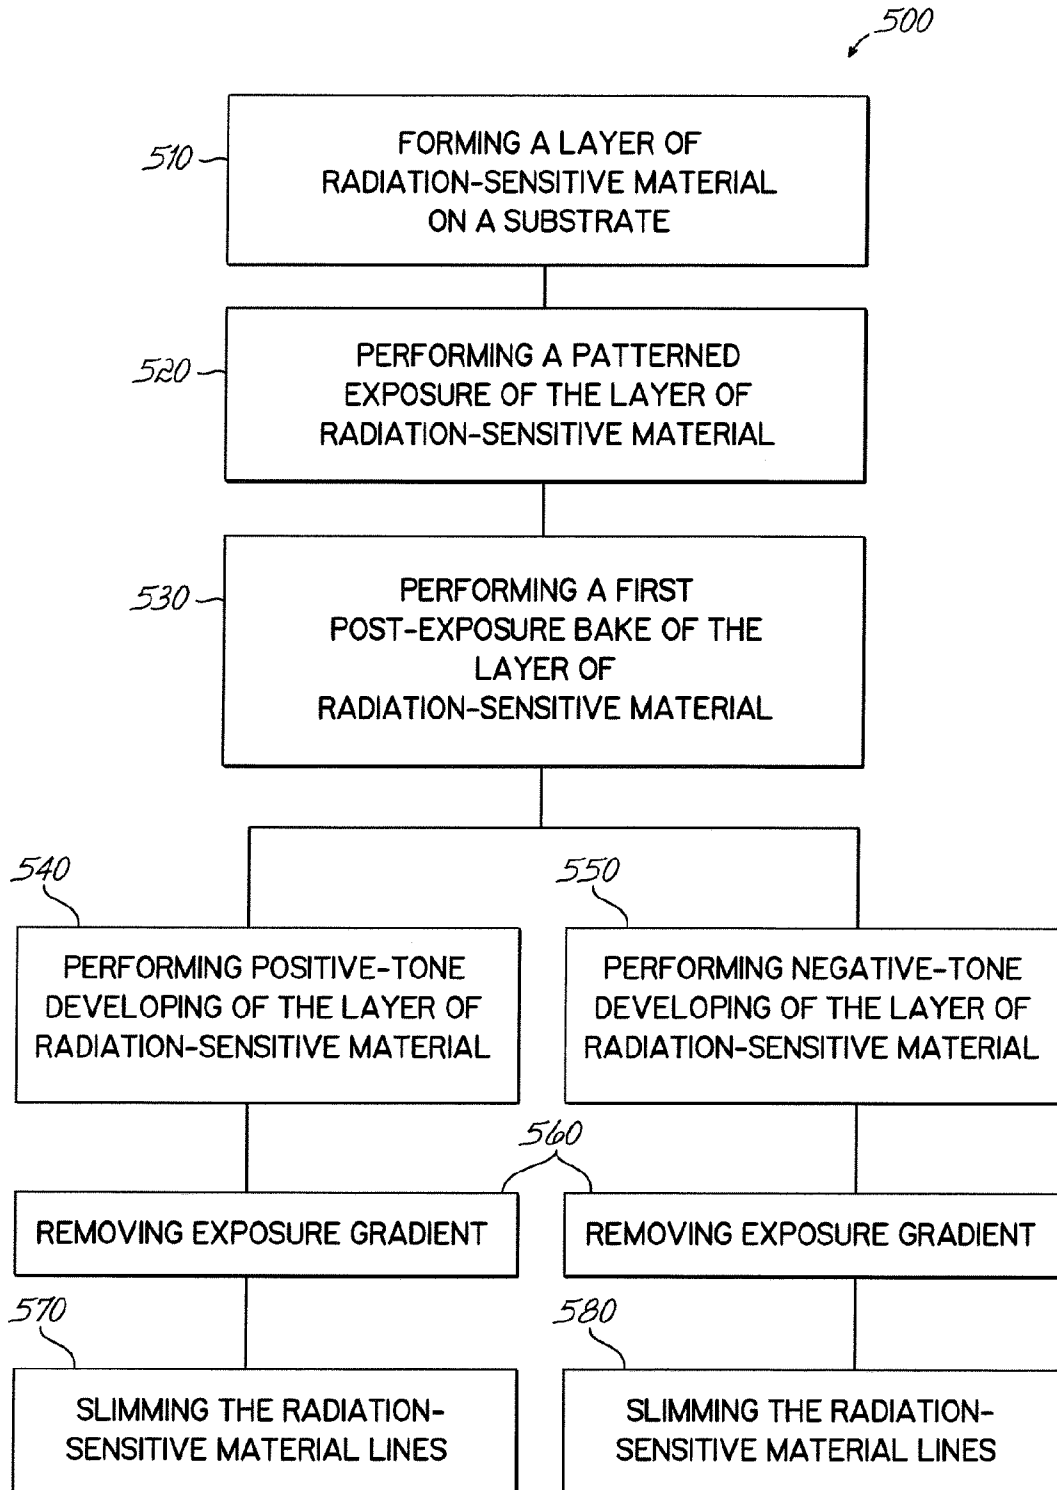 500
510
FORMING A LAYER OF
RADIATION-SENSITIVE MATERIAL
ON A SUBSTRATE
520
PERFORMING A PATTERNED
EXPOSURE OF THE LAYER OF
RADIATION-SENSITIVE MATERIAL
530
PERFORMING A FIRST
POST-EXPOSURE BAKE OF THE
LAYER OF
RADIATION-SENSITIVE MATERIAL
540
PERFORMING POSITIVE-TONE
DEVELOPING OF THE LAYER OF
RADIATION-SENSITIVE MATERIAL
550
PERFORMING NEGATIVE-TONE
DEVELOPING OF THE LAYER OF
RADIATION-SENSITIVE MATERIAL
560
REMOVING EXPOSURE GRADIENT
REMOVING EXPOSURE GRADIENT
570
SLIMMING THE RADIATION-
SENSITIVE MATERIAL LINES
580
SLIMMING THE RADIATION-
SENSITIVE MATERIAL LINES